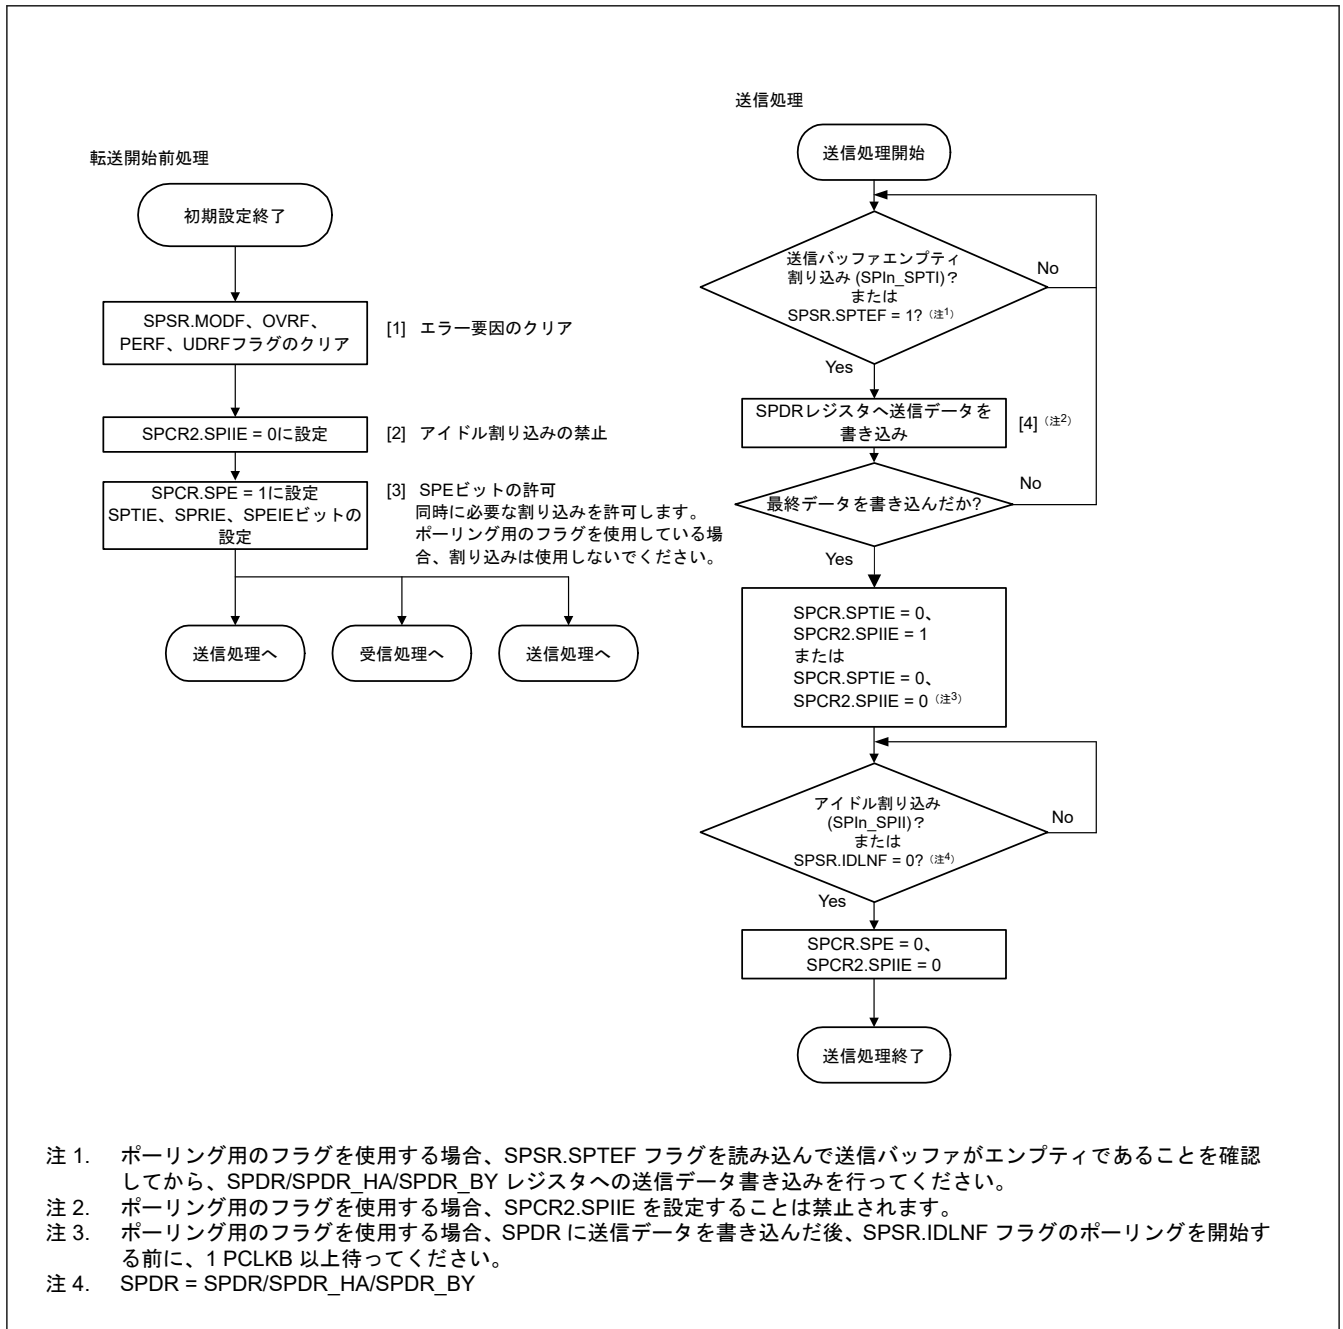 転送開始前処理
初期設定終了
SPSR.MODF、OVRF、
PERF、UDRFフラグのクリア
[1] エラー要因のクリア
SPCR2.SPIIE = 0に設定
[2] アイドル割り込みの禁止
SPCR.SPE = 1に設定
SPTIE、SPRIE、SPEIEビットの
設定
[3] SPEビットの許可
同時に必要な割り込みを許可します。
ポーリング用のフラグを使用している場
合、割り込みは使用しないでください。
送信処理へ
受信処理へ
送信処理へ
送信処理
送信処理開始
送信バッファエンプティ
割り込み (SPIn_SPTI)？
または
SPSR.SPTEF = 1? (注1)
No
Yes
SPDRレジスタへ送信データを
書き込み
[4] (注2)
最終データを書き込んだか?
No
Yes
SPCR.SPTIE = 0、
SPCR2.SPIIE = 1
または
SPCR.SPTIE = 0、
SPCR2.SPIIE = 0 (注3)
アイドル割り込み
(SPIn_SPII)？
または
SPSR.IDLNF = 0? (注4)
No
Yes
SPCR.SPE = 0、
SPCR2.SPIIE = 0
送信処理終了
注 1. ポーリング用のフラグを使用する場合、SPSR.SPTEF フラグを読み込んで送信バッファがエンプティであることを確認
してから、SPDR/SPDR_HA/SPDR_BY レジスタへの送信データ書き込みを行ってください。
注 2. ポーリング用のフラグを使用する場合、SPCR2.SPIIE を設定することは禁止されます。
注 3. ポーリング用のフラグを使用する場合、SPDR に送信データを書き込んだ後、SPSR.IDLNF フラグのポーリングを開始す
る前に、1 PCLKB 以上待ってください。
注 4. SPDR = SPDR/SPDR_HA/SPDR_BY